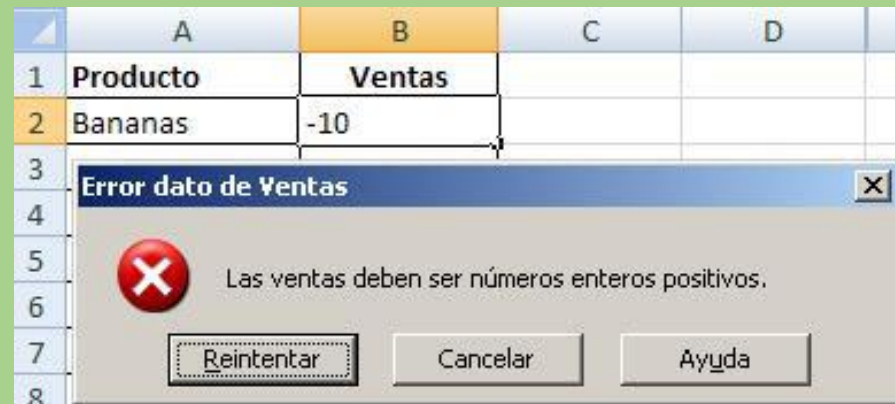 A B C D
1 Producto Ventas
2 Bananas -10
3
Error dato de Ventas
4
5
Las ventas deben ser números enteros positivos.
6
7
Reintentar Cancelar Ayuda
8